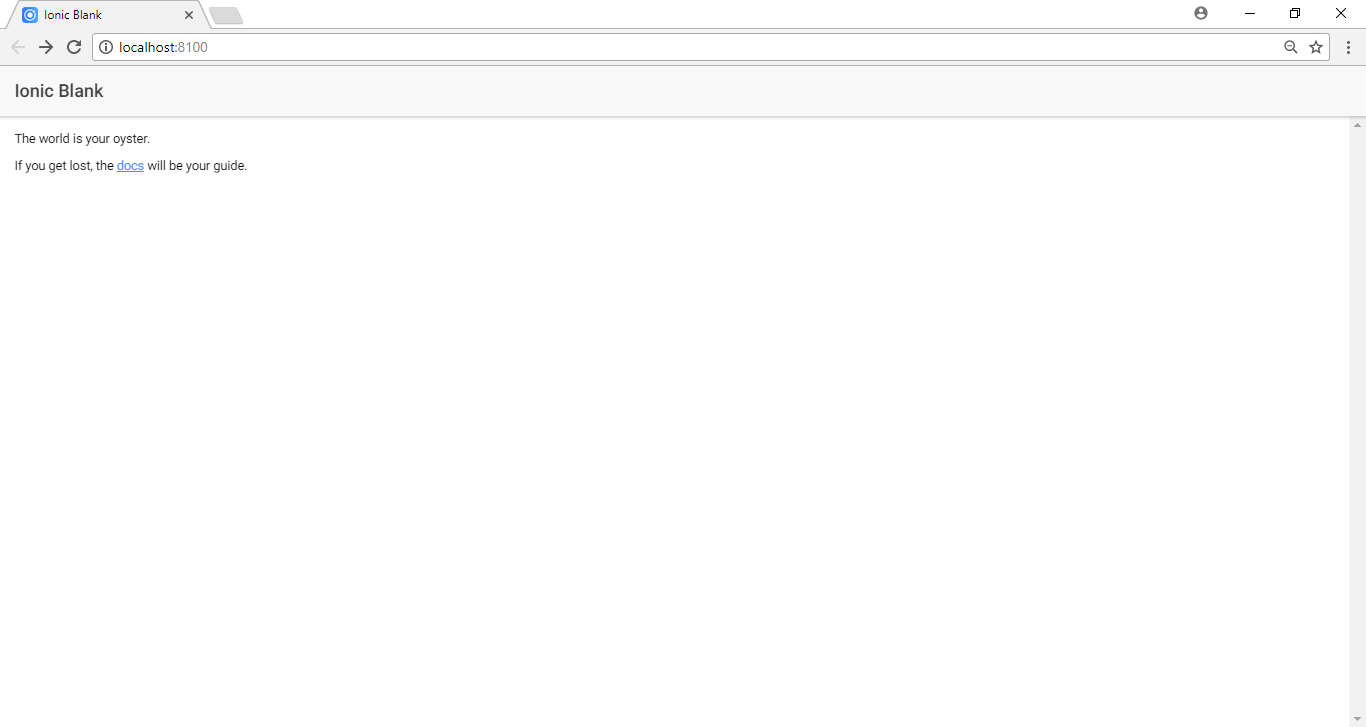 Ionic Blank
localhost:8100
Ionic Blank
The world is your oyster.
If you get lost, the docs will be your guide.